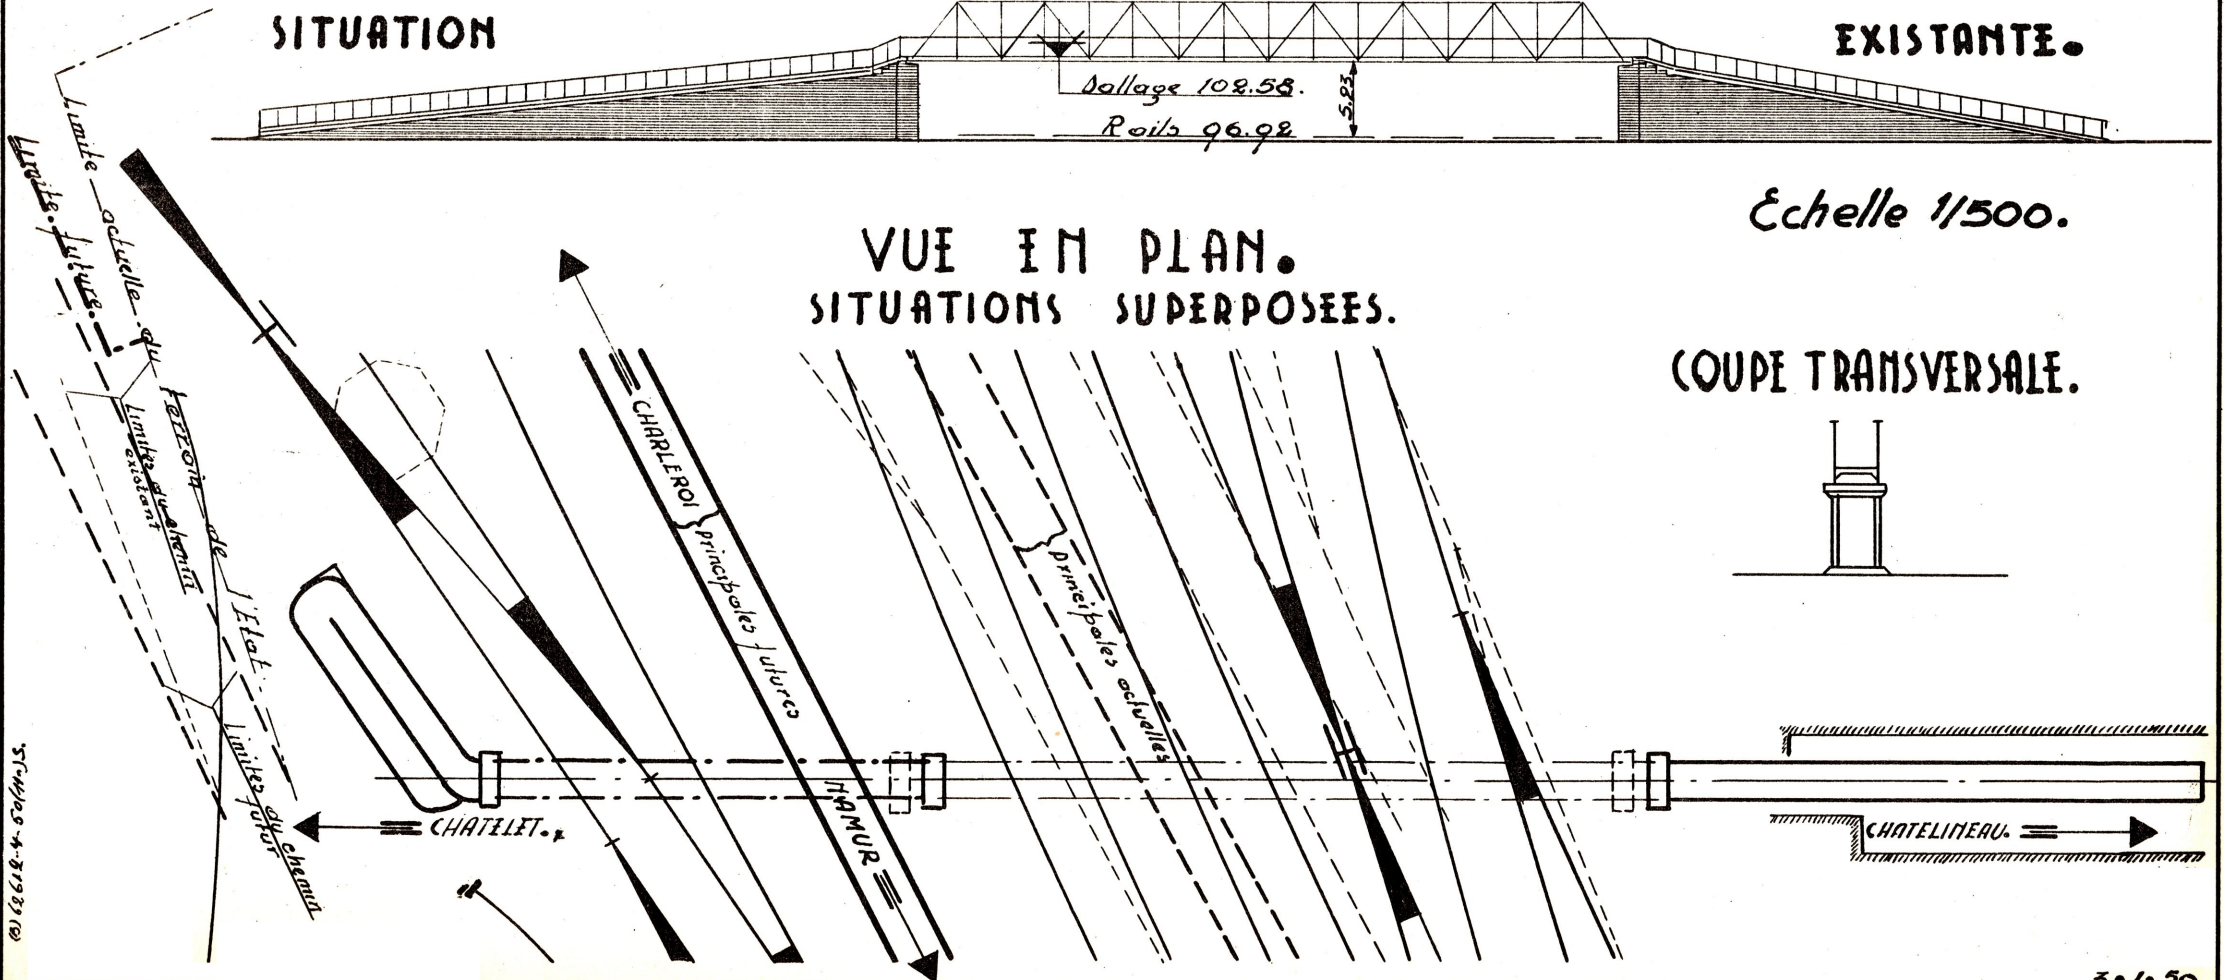 SITUATION
EXISTANTE.
Dallage 102.58.
5.23
Rails 96.92
Echelle 1/500.
VUE EN PLAN.
SITUATIONS SUPERPOSEES.
COUPE TRANSVERSALE.
Limite actuelle du Terrain de l'Etat.
Limite future.
Limites du chemin
existant
Limites du chemin
futur
CHARLEROI
principales futures
NAMUR
principales actuelles
CHATELET.
CHATELINEAU.